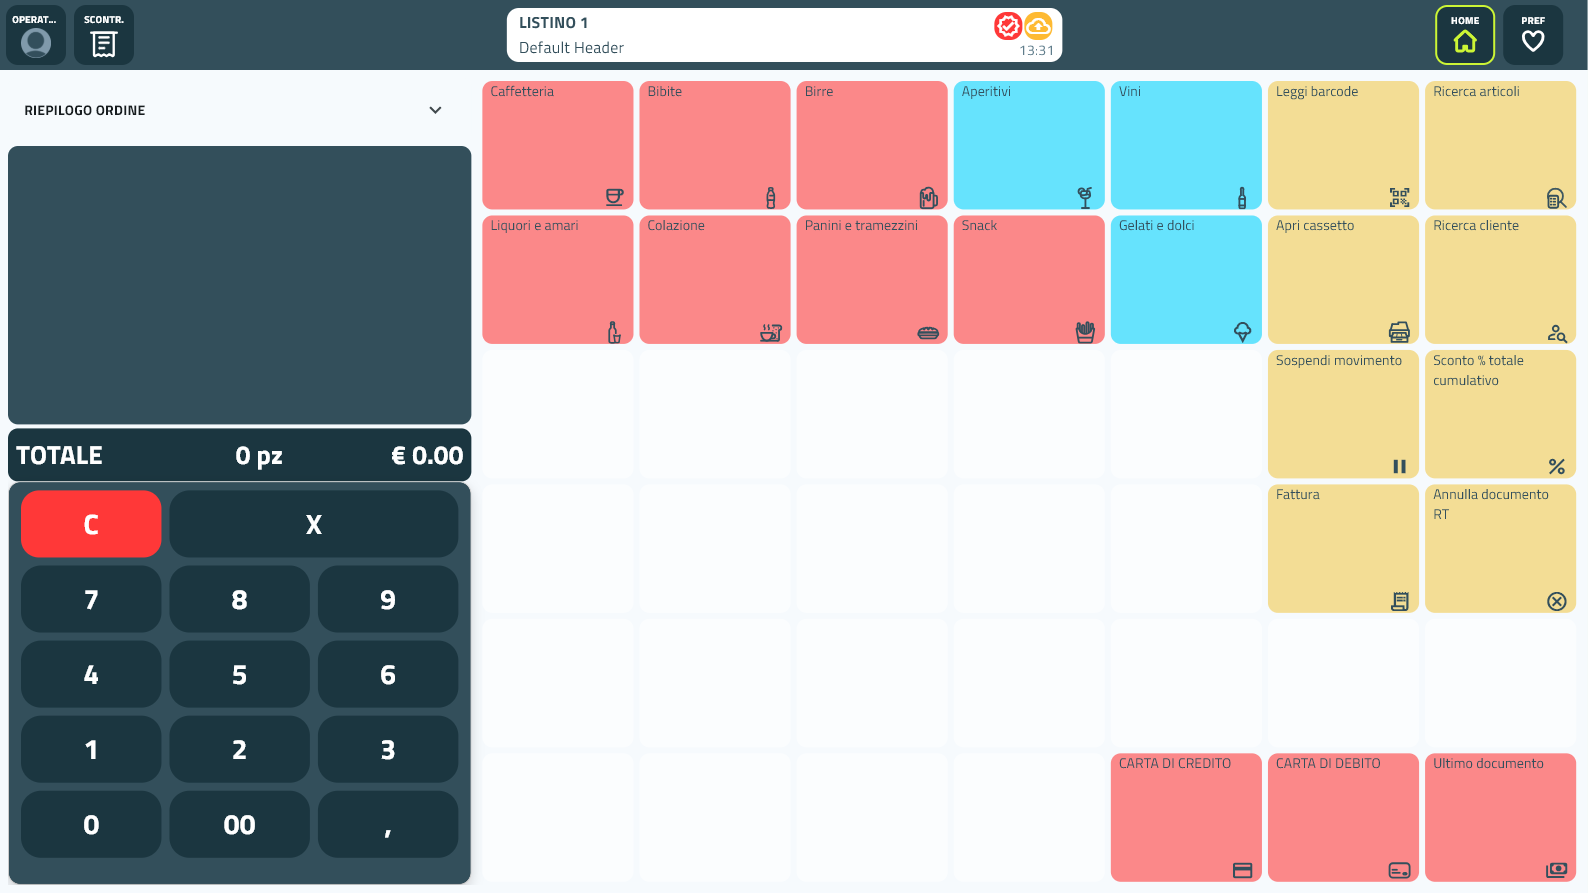 OPERAT...
SCONTR.
LISTINO 1
Default Header
13:31
HOME
PREF
RIEPILOGO ORDINE
Caffetteria
Bibite
Birre
Aperitivi
Vini
Leggi barcode
Ricerca articoli
Liquori e amari
Colazione
Panini e tramezzini
Snack
Gelati e dolci
Apri cassetto
Ricerca cliente
Sospendi movimento
Sconto % totale
cumulativo
TOTALE 0 pz € 0.00
Fattura
Annulla documento
RT
C X
7 8 9
4 5 6
1 2 3
0 00 ,
CARTA DI CREDITO
CARTA DI DEBITO
Ultimo documento